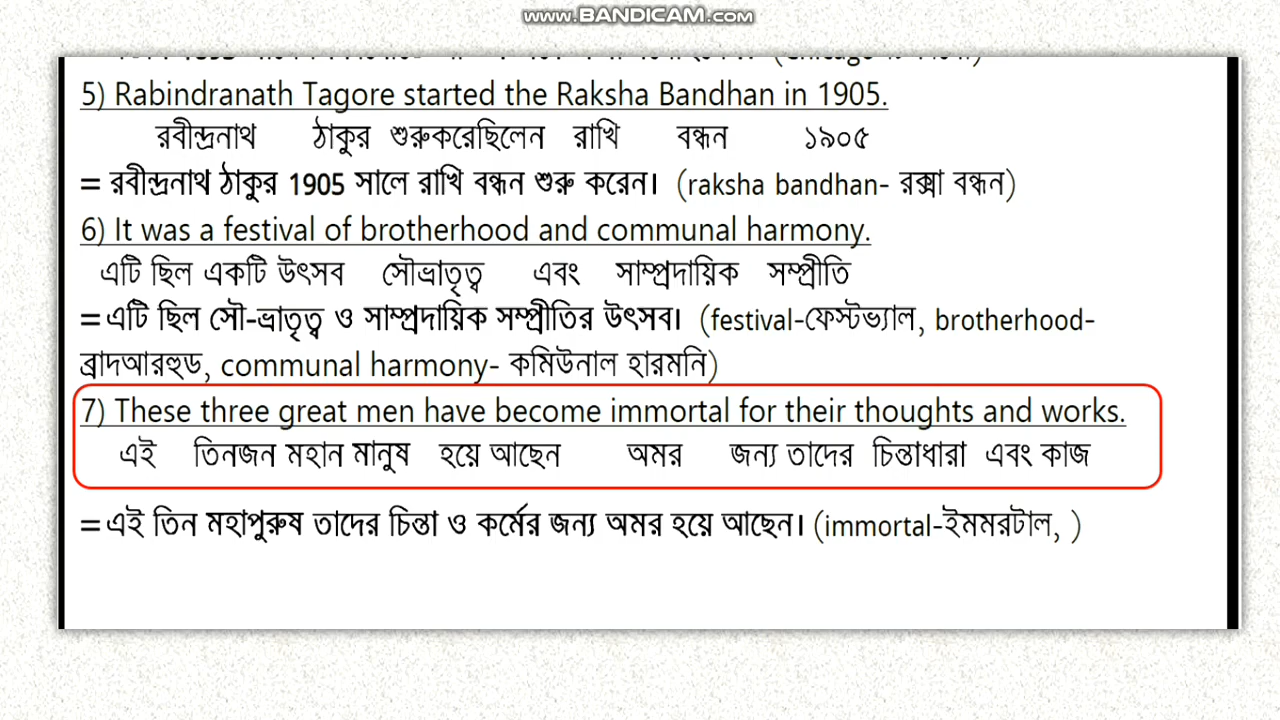 www.BANDICAM.com
5) Rabindranath Tagore started the Raksha Bandhan in 1905.
রবীন্দ্রনাথ ঠাকুর শুরুকরেছিলেন রাখি বন্ধন ১৯০৫
= রবীন্দ্রনাথ ঠাকুর 1905 সালে রাখি বন্ধন শুরু করেন। (raksha bandhan- রক্সা বন্ধন)
6) It was a festival of brotherhood and communal harmony.
এটি ছিল একটি উৎসব সৌভ্রাতৃত্ব এবং সাম্প্রদায়িক সম্প্রীতি
=এটি ছিল সৌ-ভ্রাতৃত্ব ও সাম্প্রদায়িক সম্প্রীতির উৎসব। (festival-ফেস্টভ্যাল, brotherhood-
ব্রাদআরহুড, communal harmony- কমিউনাল হারমনি)
7) These three great men have become immortal for their thoughts and works.
এই তিনজন মহান মানুষ হয়ে আছেন অমর জন্য তাদের চিন্তাধারা এবং কাজ
=এই তিন মহাপুরুষ তাদের চিন্তা ও কর্মের জন্য অমর হয়ে আছেন। (immortal-ইমমরটাল, )